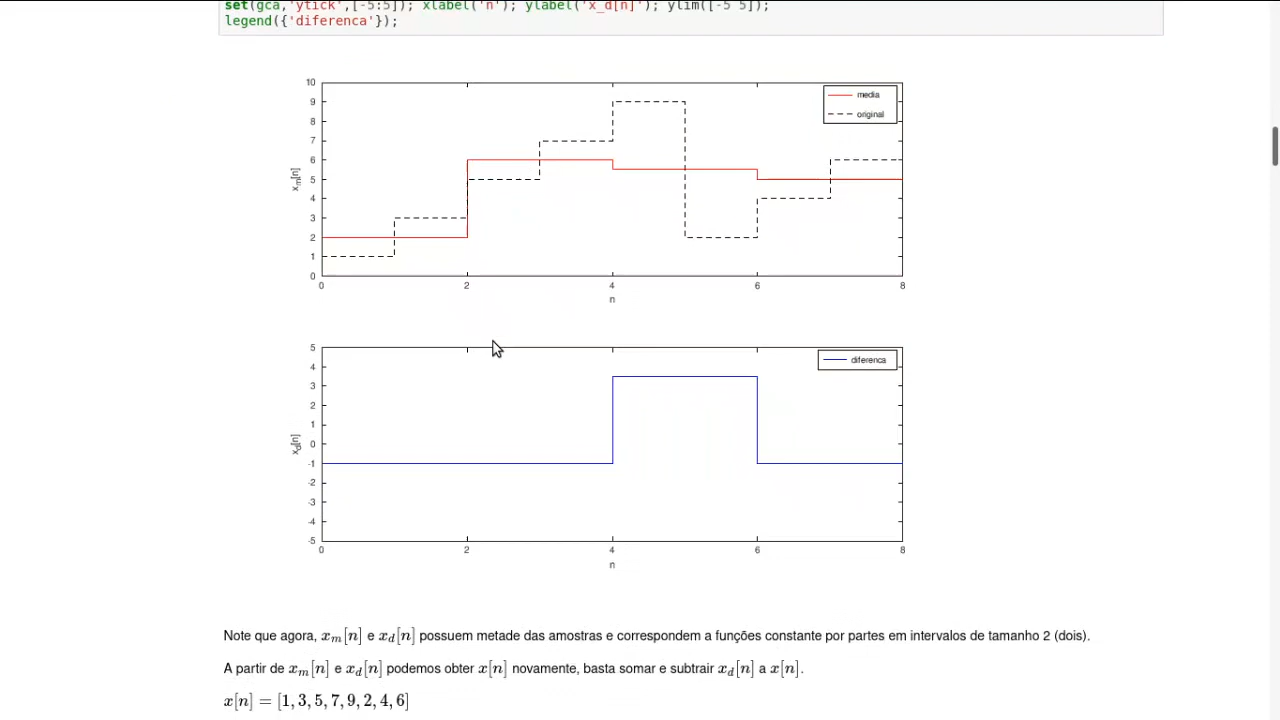 set(gca,'ytick',[-5:5]); xlabel('n'); ylabel('x_d[n]'); ylim([-5 5]);
legend({'diferenca'});
10
9
8
7
6
5
4
3
2
1
0
x_m[n]
media
original
0 2 4 6 8
n
5
4
3
2
1
0
-1
-2
-3
-4
-5
x_d[n]
diferenca
0 2 4 6 8
n
Note que agora, x_m[n] e x_d[n] possuem metade das amostras e correspondem a funções constante por partes em intervalos de tamanho 2 (dois).
A partir de x_m[n] e x_d[n] podemos obter x[n] novamente, basta somar e subtrair x_d[n] a x[n].
x[n] = [1, 3, 5, 7, 9, 2, 4, 6]